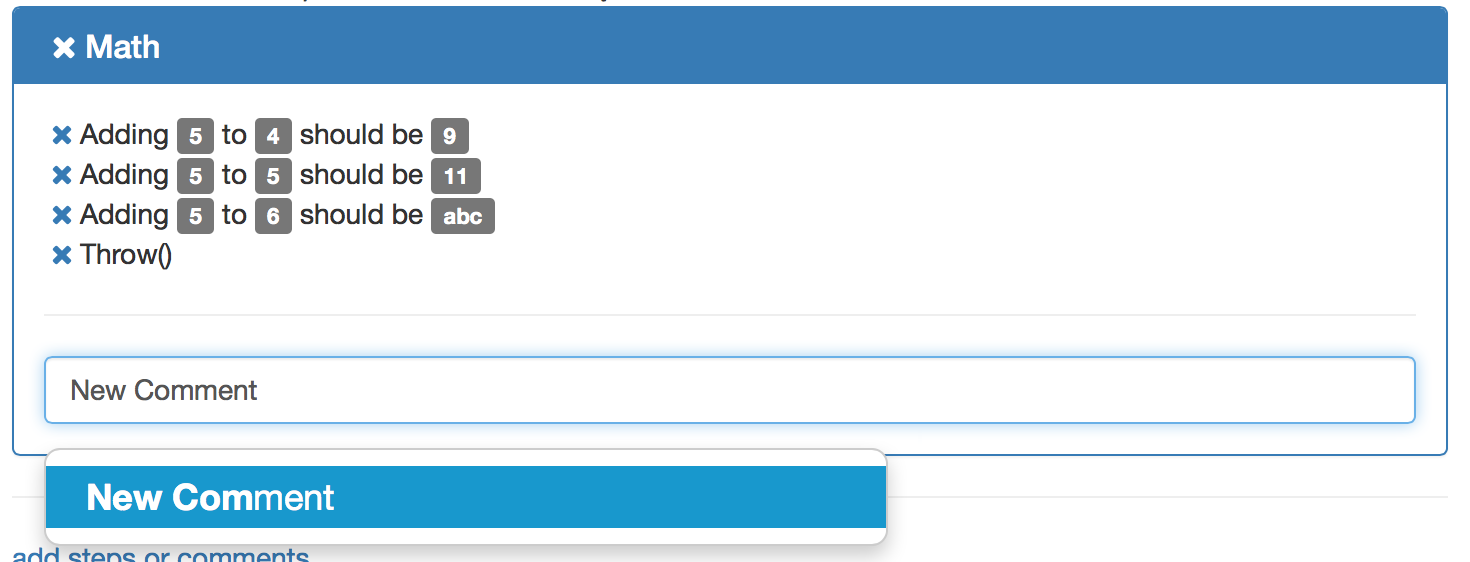 Math
Adding 5 to 4 should be 9
Adding 5 to 5 should be 11
Adding 5 to 6 should be abc
Throw()
New Comment
New Comment
add steps or comments